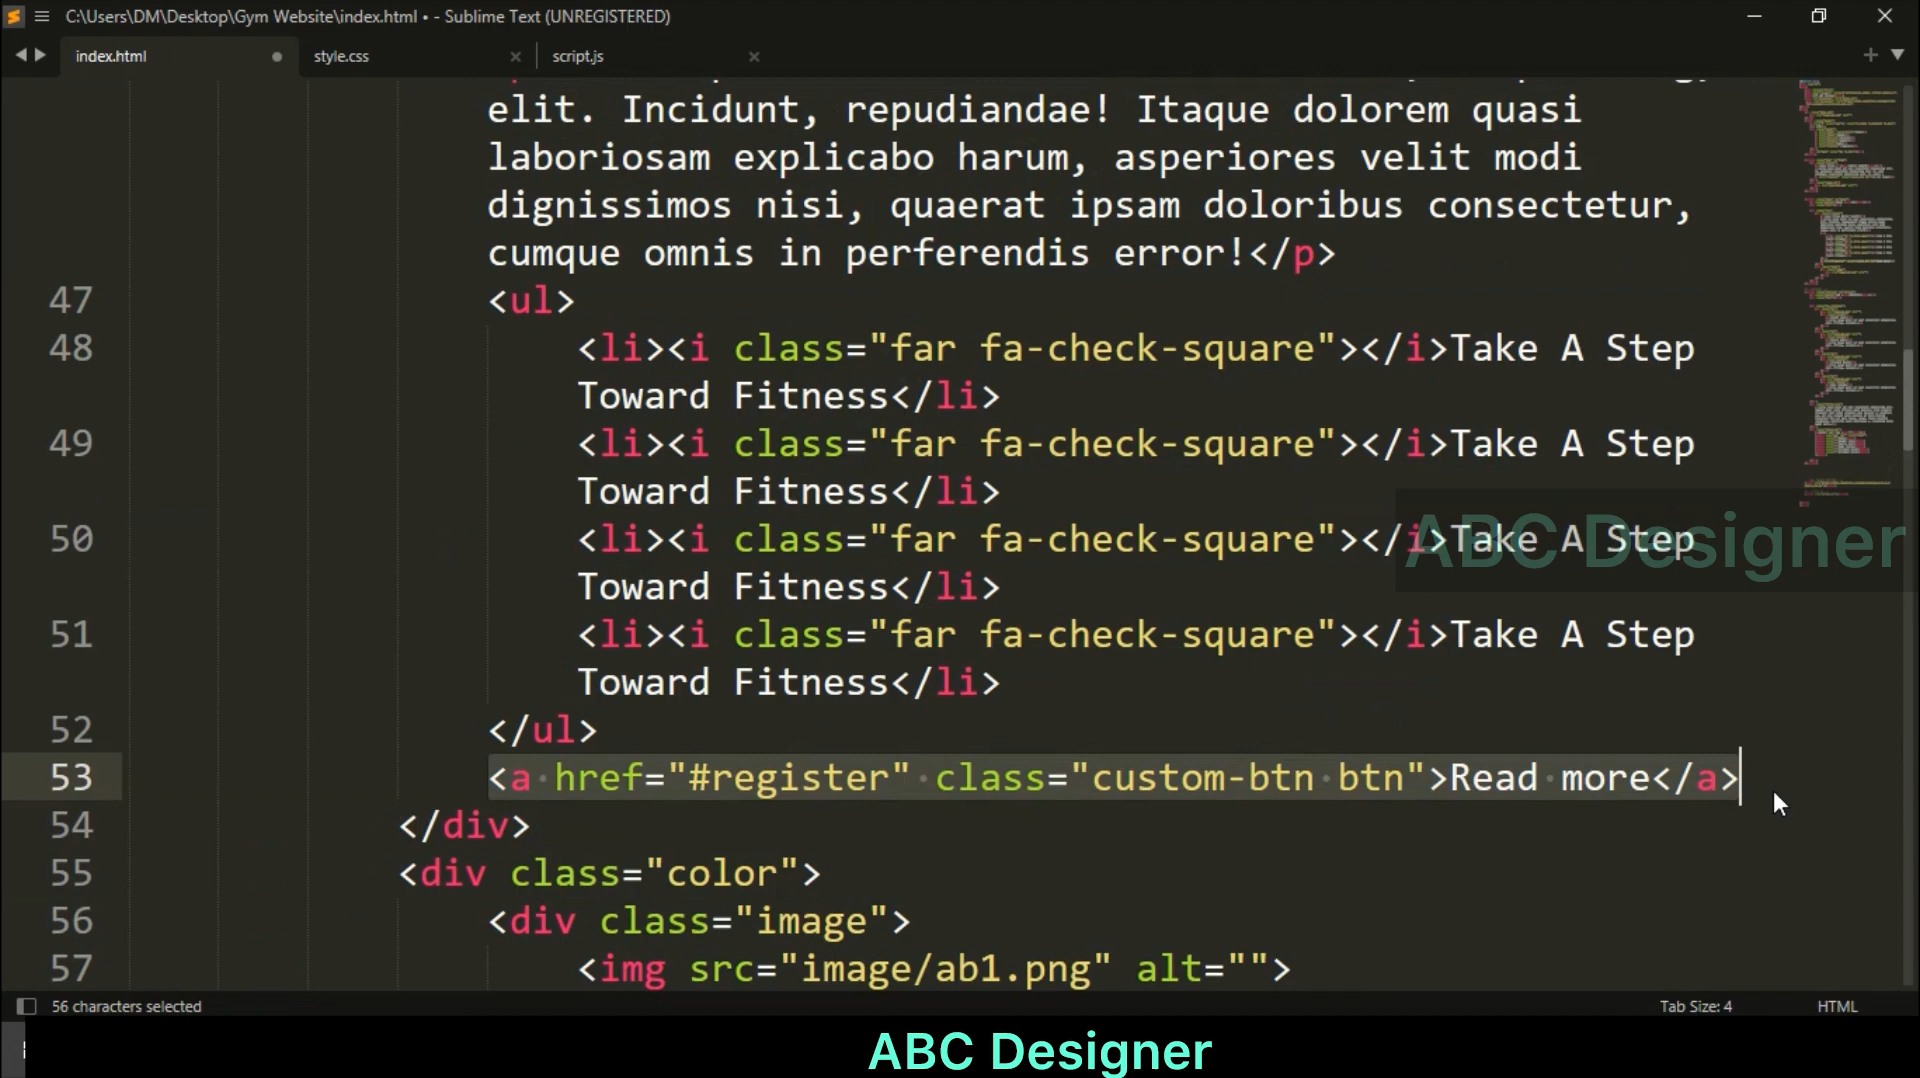 C:\Users\DM\Desktop\Gym Website\index.html • - Sublime Text (UNREGISTERED)
index.html
style.css
script.js
elit. Incidunt, repudiandae! Itaque dolorem quasi
laboriosam explicabo harum, asperiores velit modi
dignissimos nisi, quaerat ipsam doloribus consectetur,
cumque omnis in perferendis error!</p>
47 <ul>
48 <li><i class="far fa-check-square"></i>Take A Step
Toward Fitness</li>
49 <li><i class="far fa-check-square"></i>Take A Step
Toward Fitness</li>
50 <li><i class="far fa-check-square"></i>Take A Step
Toward Fitness</li>
51 <li><i class="far fa-check-square"></i>Take A Step
Toward Fitness</li>
52 </ul>
53 <a href="#register" class="custom-btn btn">Read more</a>
54 </div>
55 <div class="color">
56 <div class="image">
57 <img src="image/ab1.png" alt="">
ABC Designer
56 characters selected
Tab Size: 4
HTML
ABC Designer